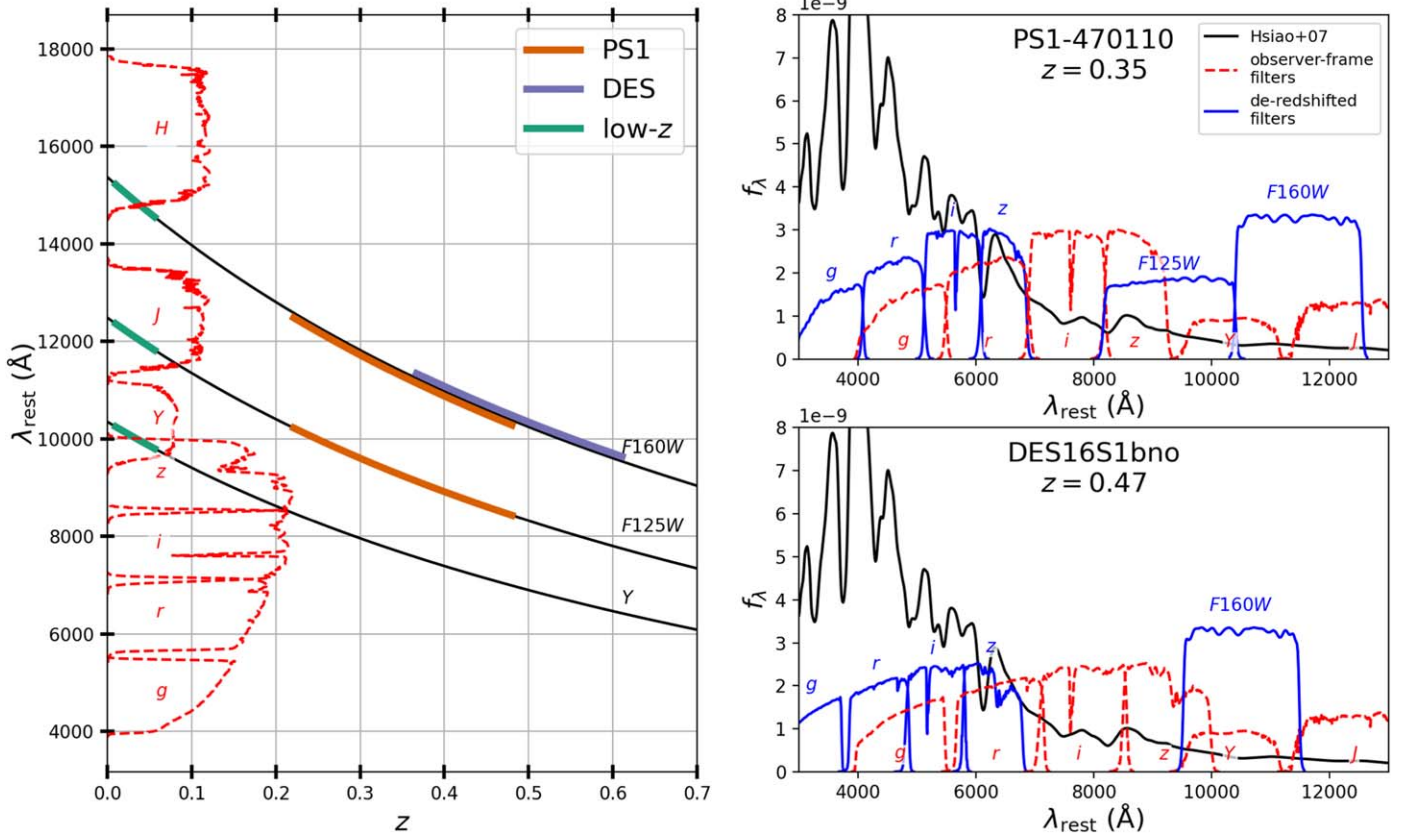 18000
16000
14000
12000
10000
8000
6000
4000
λrest (Å)
0.0 0.1 0.2 0.3 0.4 0.5 0.6 0.7
z
PS1
DES
low-z
H
J
Y
z
i
r
g
F160W
F125W
Y
1e−9
PS1-470110
z = 0.35
Hsiao+07
observer-frame
filters
de-redshifted
filters
8
7
6
5
4
3
2
1
0
fλ
g r i z F125W F160W
g r i z Y J
4000 6000 8000 10000 12000
λrest (Å)
1e−9
DES16S1bno
z = 0.47
8
7
6
5
4
3
2
1
0
fλ
g r i z F160W
g r i z Y J
4000 6000 8000 10000 12000
λrest (Å)